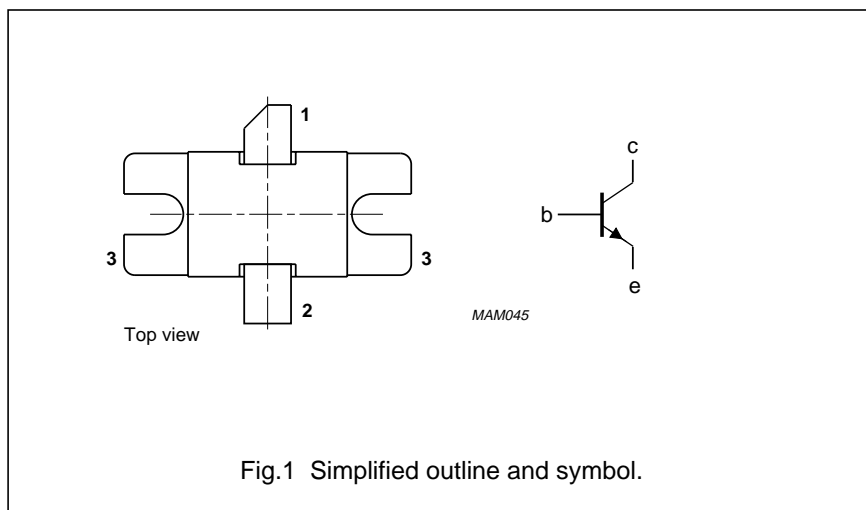 1
c
b
3
3
e
2
MAM045
Top view
Fig.1 Simplified outline and symbol.